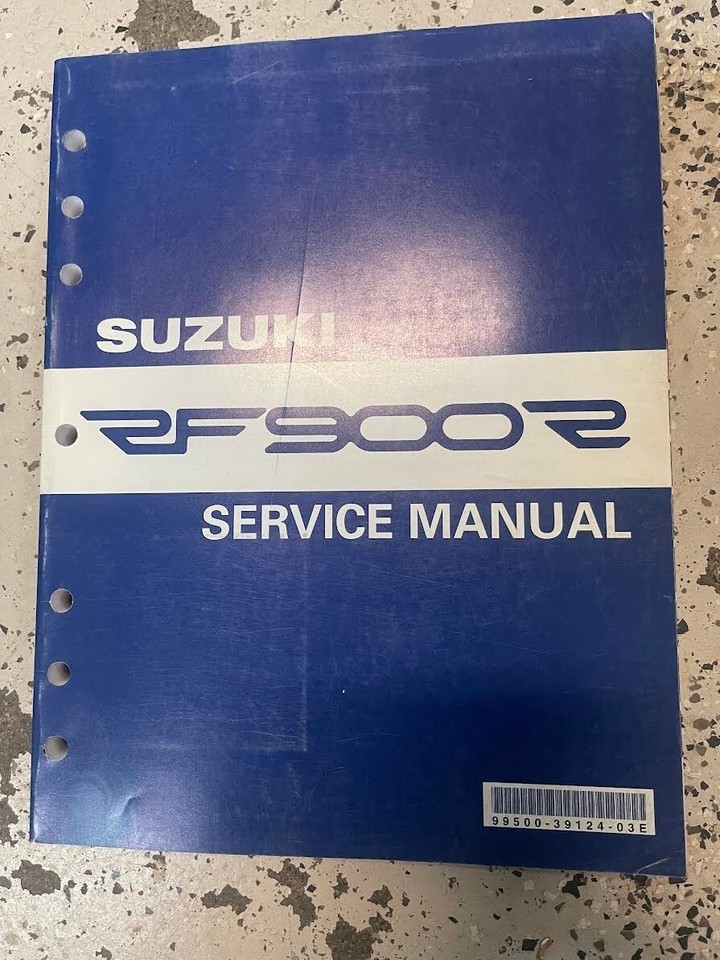 SUZUKI
RF900R
SERVICE MANUAL
99500-39124-03E